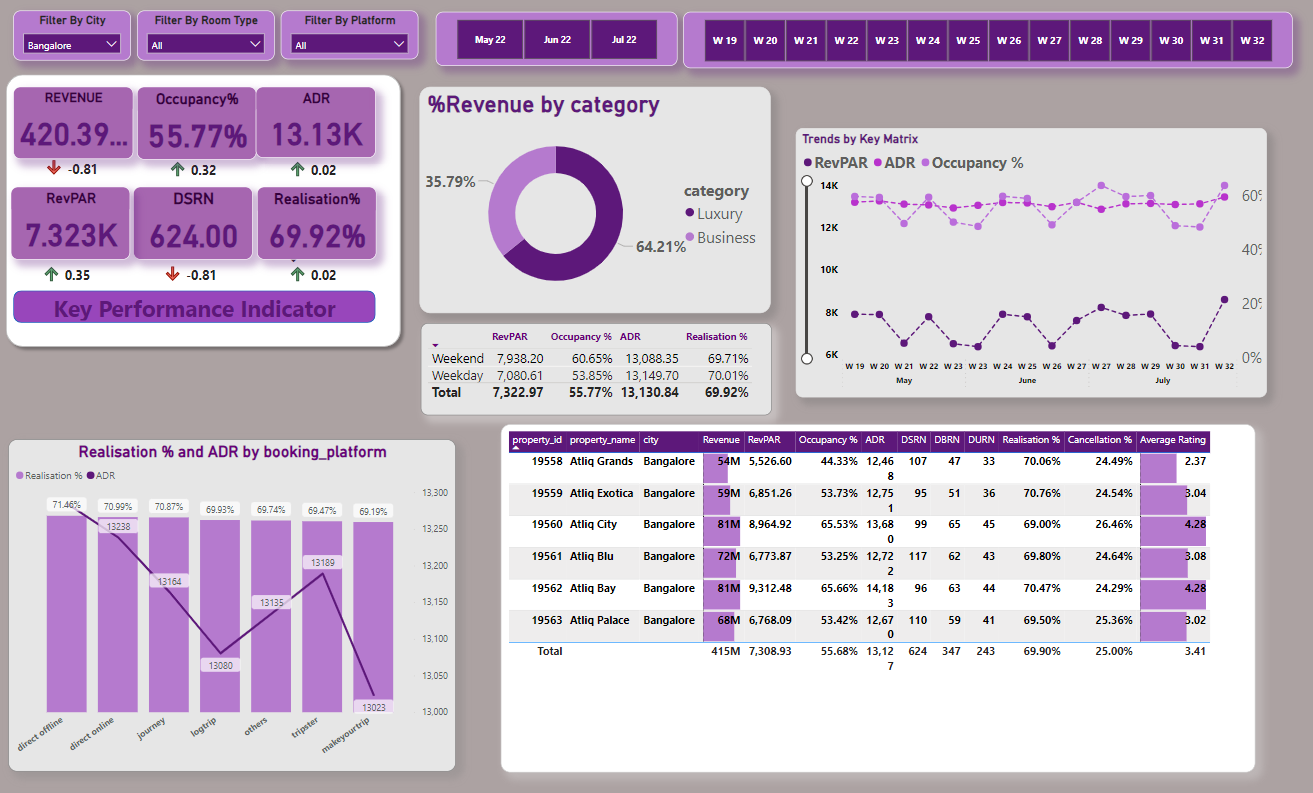 Filter By City
Bangalore
Filter By Room Type
All
Filter By Platform
All
May 22 Jun 22 Jul 22
W 19 W 20 W 21 W 22 W 23 W 24 W 25 W 26 W 27 W 28 W 29 W 30 W 31 W 32
REVENUE Occupancy% ADR
420.39... 55.77% 13.13K
-0.81 0.32 0.02
RevPAR DSRN Realisation%
7.323K 624.00 69.92%
0.35 -0.81 0.02
Key Performance Indicator
%Revenue by category
35.79%
64.21%
category
Luxury
Business
RevPAR Occupancy % ADR Realisation %
Weekend 7,938.20 60.65% 13,088.35 69.71%
Weekday 7,080.61 53.85% 13,149.70 70.01%
Total 7,322.97 55.77% 13,130.84 69.92%
Trends by Key Matrix
RevPAR ADR Occupancy %
14K
12K
10K
8K
6K
60%
40%
20%
0%
W 19 W 20 W 21 W 22 W 23 W 23 W 24 W 25 W 26 W 27 W 27 W 28 W 29 W 30 W 31 W 32
May June July
Realisation % and ADR by booking_platform
Realisation % ADR
71.46% 70.99% 70.87% 69.93% 69.74% 69.47% 69.19%
13238
13164
13080
13135
13189
13023
13,300
13,250
13,200
13,150
13,100
13,050
13,000
direct offline direct online journey logtrip others tripster makeyourtrip
property_id property_name city Revenue RevPAR Occupancy % ADR DSRN DBRN DURN Realisation % Cancellation % Average Rating
19558 Atliq Grands Bangalore 54M 5,526.60 44.33% 12,468 107 47 33 70.06% 24.49% 2.37
19559 Atliq Exotica Bangalore 59M 6,851.26 53.73% 12,751 95 51 36 70.76% 24.54% 3.04
19560 Atliq City Bangalore 81M 8,964.92 65.53% 13,680 99 65 45 69.00% 26.46% 4.28
19561 Atliq Blu Bangalore 72M 6,773.87 53.25% 12,722 117 62 43 69.80% 24.64% 3.08
19562 Atliq Bay Bangalore 81M 9,312.48 65.66% 14,183 96 63 44 70.47% 24.29% 4.28
19563 Atliq Palace Bangalore 68M 6,768.09 53.42% 12,670 110 59 41 69.50% 25.36% 3.02
Total 415M 7,308.93 55.68% 13,127 624 347 243 69.90% 25.00% 3.41